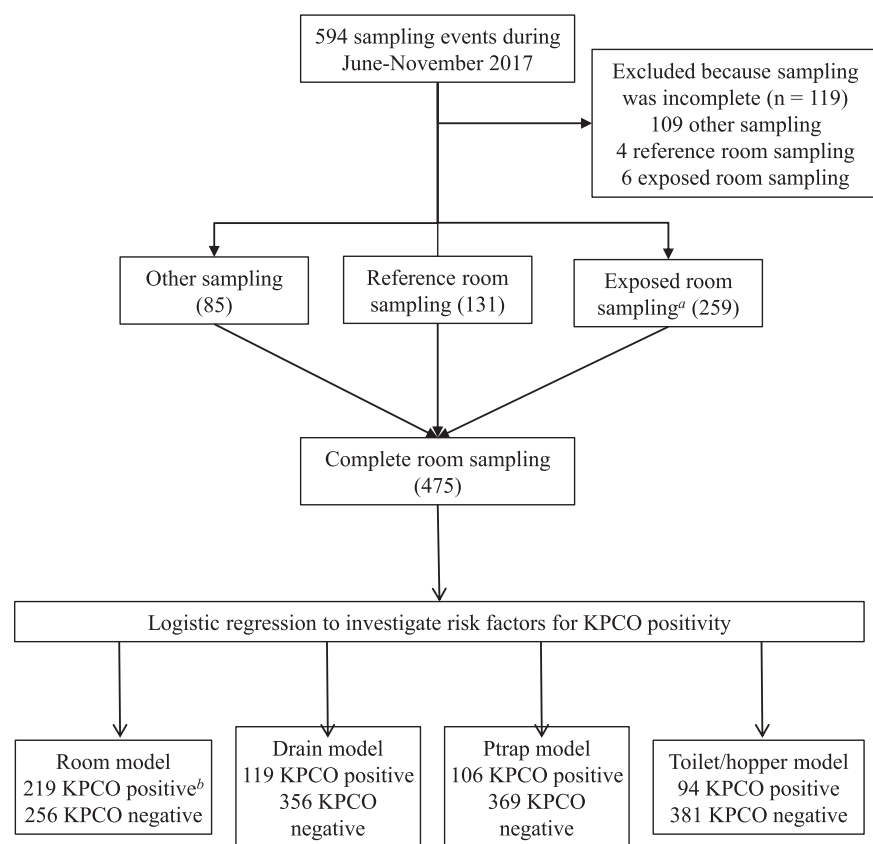 594 sampling events during
June-November 2017
Excluded because sampling
was incomplete (n = 119)
109 other sampling
4 reference room sampling
6 exposed room sampling
Other sampling
(85)
Reference room
sampling (131)
Exposed room
samplingᵃ (259)
Complete room sampling
(475)
Logistic regression to investigate risk factors for KPCO positivity
Room model
219 KPCO positiveᵇ
256 KPCO negative
Drain model
119 KPCO positive
356 KPCO
negative
Ptrap model
106 KPCO positive
369 KPCO
negative
Toilet/hopper model
94 KPCO positive
381 KPCO negative